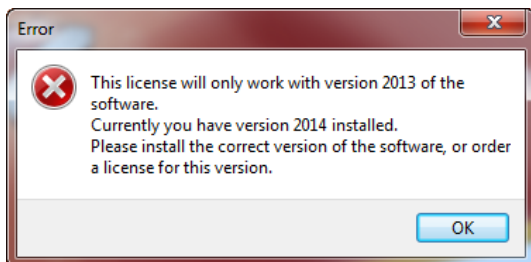 Error
This license will only work with version 2013 of the
software.
Currently you have version 2014 installed.
Please install the correct version of the software, or order
a license for this version.
OK